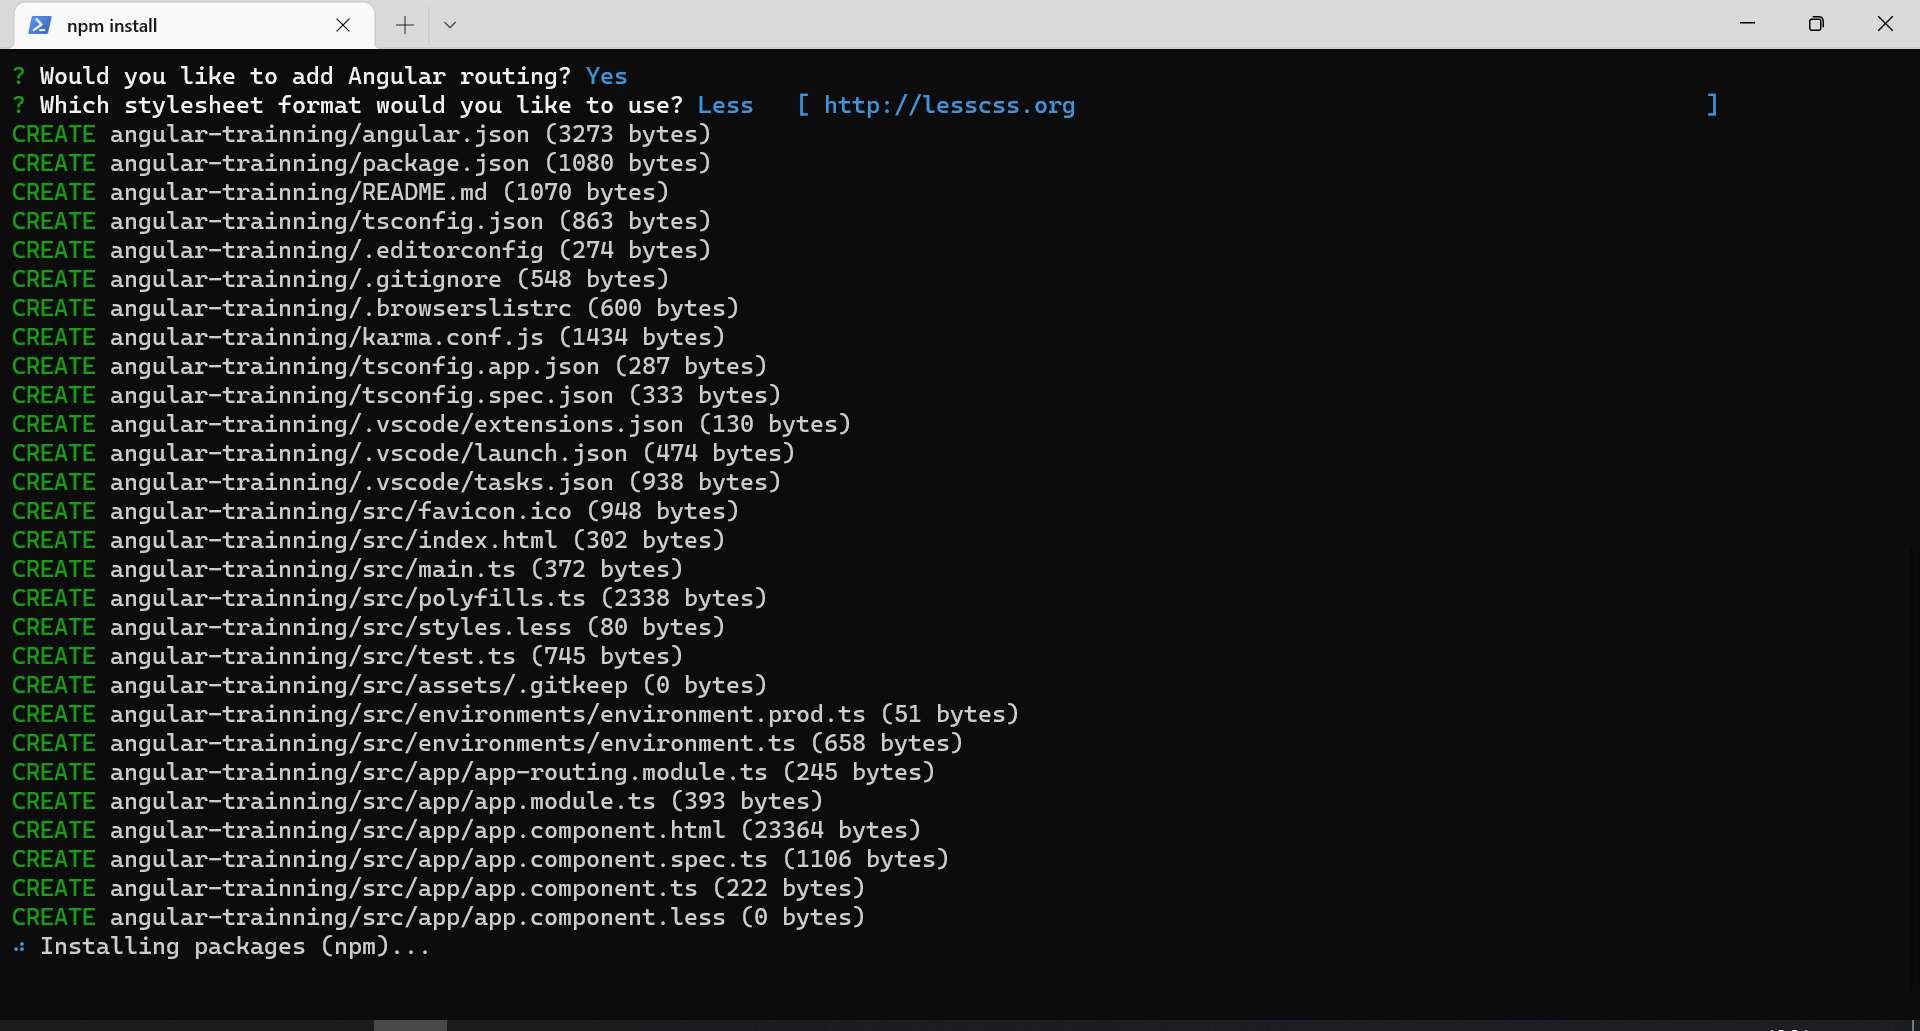 npm install
? Would you like to add Angular routing? Yes
? Which stylesheet format would you like to use? Less [ http://lesscss.org ]
CREATE angular-trainning/angular.json (3273 bytes)
CREATE angular-trainning/package.json (1080 bytes)
CREATE angular-trainning/README.md (1070 bytes)
CREATE angular-trainning/tsconfig.json (863 bytes)
CREATE angular-trainning/.editorconfig (274 bytes)
CREATE angular-trainning/.gitignore (548 bytes)
CREATE angular-trainning/.browserslistrc (600 bytes)
CREATE angular-trainning/karma.conf.js (1434 bytes)
CREATE angular-trainning/tsconfig.app.json (287 bytes)
CREATE angular-trainning/tsconfig.spec.json (333 bytes)
CREATE angular-trainning/.vscode/extensions.json (130 bytes)
CREATE angular-trainning/.vscode/launch.json (474 bytes)
CREATE angular-trainning/.vscode/tasks.json (938 bytes)
CREATE angular-trainning/src/favicon.ico (948 bytes)
CREATE angular-trainning/src/index.html (302 bytes)
CREATE angular-trainning/src/main.ts (372 bytes)
CREATE angular-trainning/src/polyfills.ts (2338 bytes)
CREATE angular-trainning/src/styles.less (80 bytes)
CREATE angular-trainning/src/test.ts (745 bytes)
CREATE angular-trainning/src/assets/.gitkeep (0 bytes)
CREATE angular-trainning/src/environments/environment.prod.ts (51 bytes)
CREATE angular-trainning/src/environments/environment.ts (658 bytes)
CREATE angular-trainning/src/app/app-routing.module.ts (245 bytes)
CREATE angular-trainning/src/app/app.module.ts (393 bytes)
CREATE angular-trainning/src/app/app.component.html (23364 bytes)
CREATE angular-trainning/src/app/app.component.spec.ts (1106 bytes)
CREATE angular-trainning/src/app/app.component.ts (222 bytes)
CREATE angular-trainning/src/app/app.component.less (0 bytes)
Installing packages (npm)...